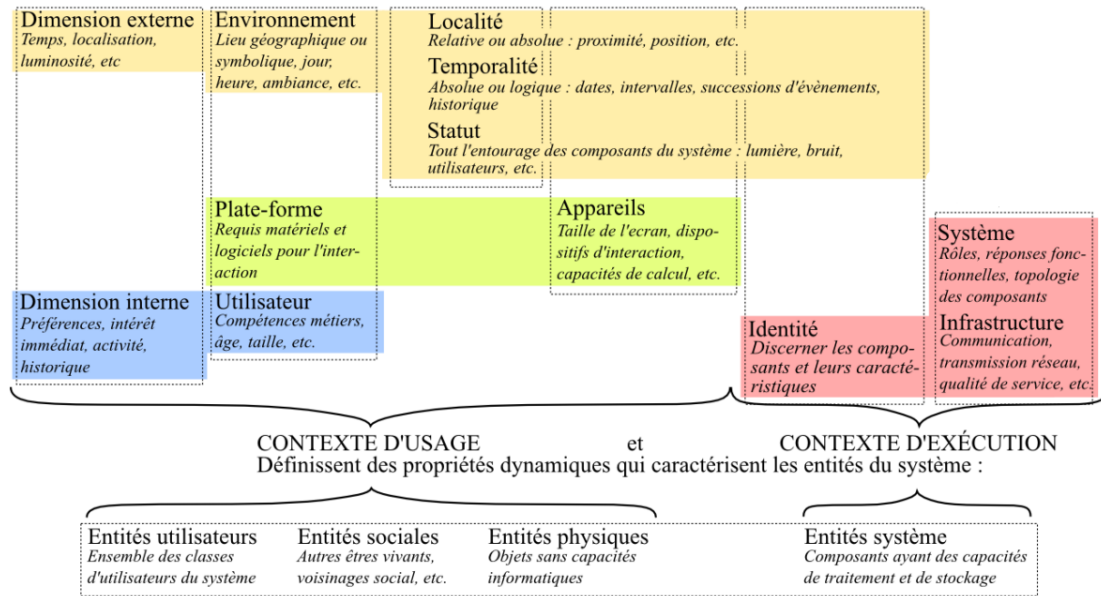 Dimension externe
Temps, localisation,
luminosité, etc
Environnement
Lieu géographique ou
symbolique, jour,
heure, ambiance, etc.
Localité
Relative ou absolue : proximité, position, etc.
Temporalité
Absolue ou logique : dates, intervalles, successions d'évènements,
historique
Statut
Tout l'entourage des composants du système : lumière, bruit,
utilisateurs, etc.
Plate-forme
Requis matériels et
logiciels pour l'inter-
action
Appareils
Taille de l'ecran, dispo-
sitifs d'interaction,
capacités de calcul, etc.
Système
Rôles, réponses fonc-
tionnelles, topologie
des composants
Dimension interne
Préférences, intérêt
immédiat, activité,
historique
Utilisateur
Compétences métiers,
âge, taille, etc.
Identité
Discerner les compo-
sants et leurs caracté-
ristiques
Infrastructure
Communication,
transmission réseau,
qualité de service, etc.
CONTEXTE D'USAGE et CONTEXTE D'EXÉCUTION
Définissent des propriétés dynamiques qui caractérisent les entités du système :
Entités utilisateurs
Ensemble des classes
d'utilisateurs du système
Entités sociales
Autres êtres vivants,
voisinages social, etc.
Entités physiques
Objets sans capacités
informatiques
Entités système
Composants ayant des capacités
de traitement et de stockage